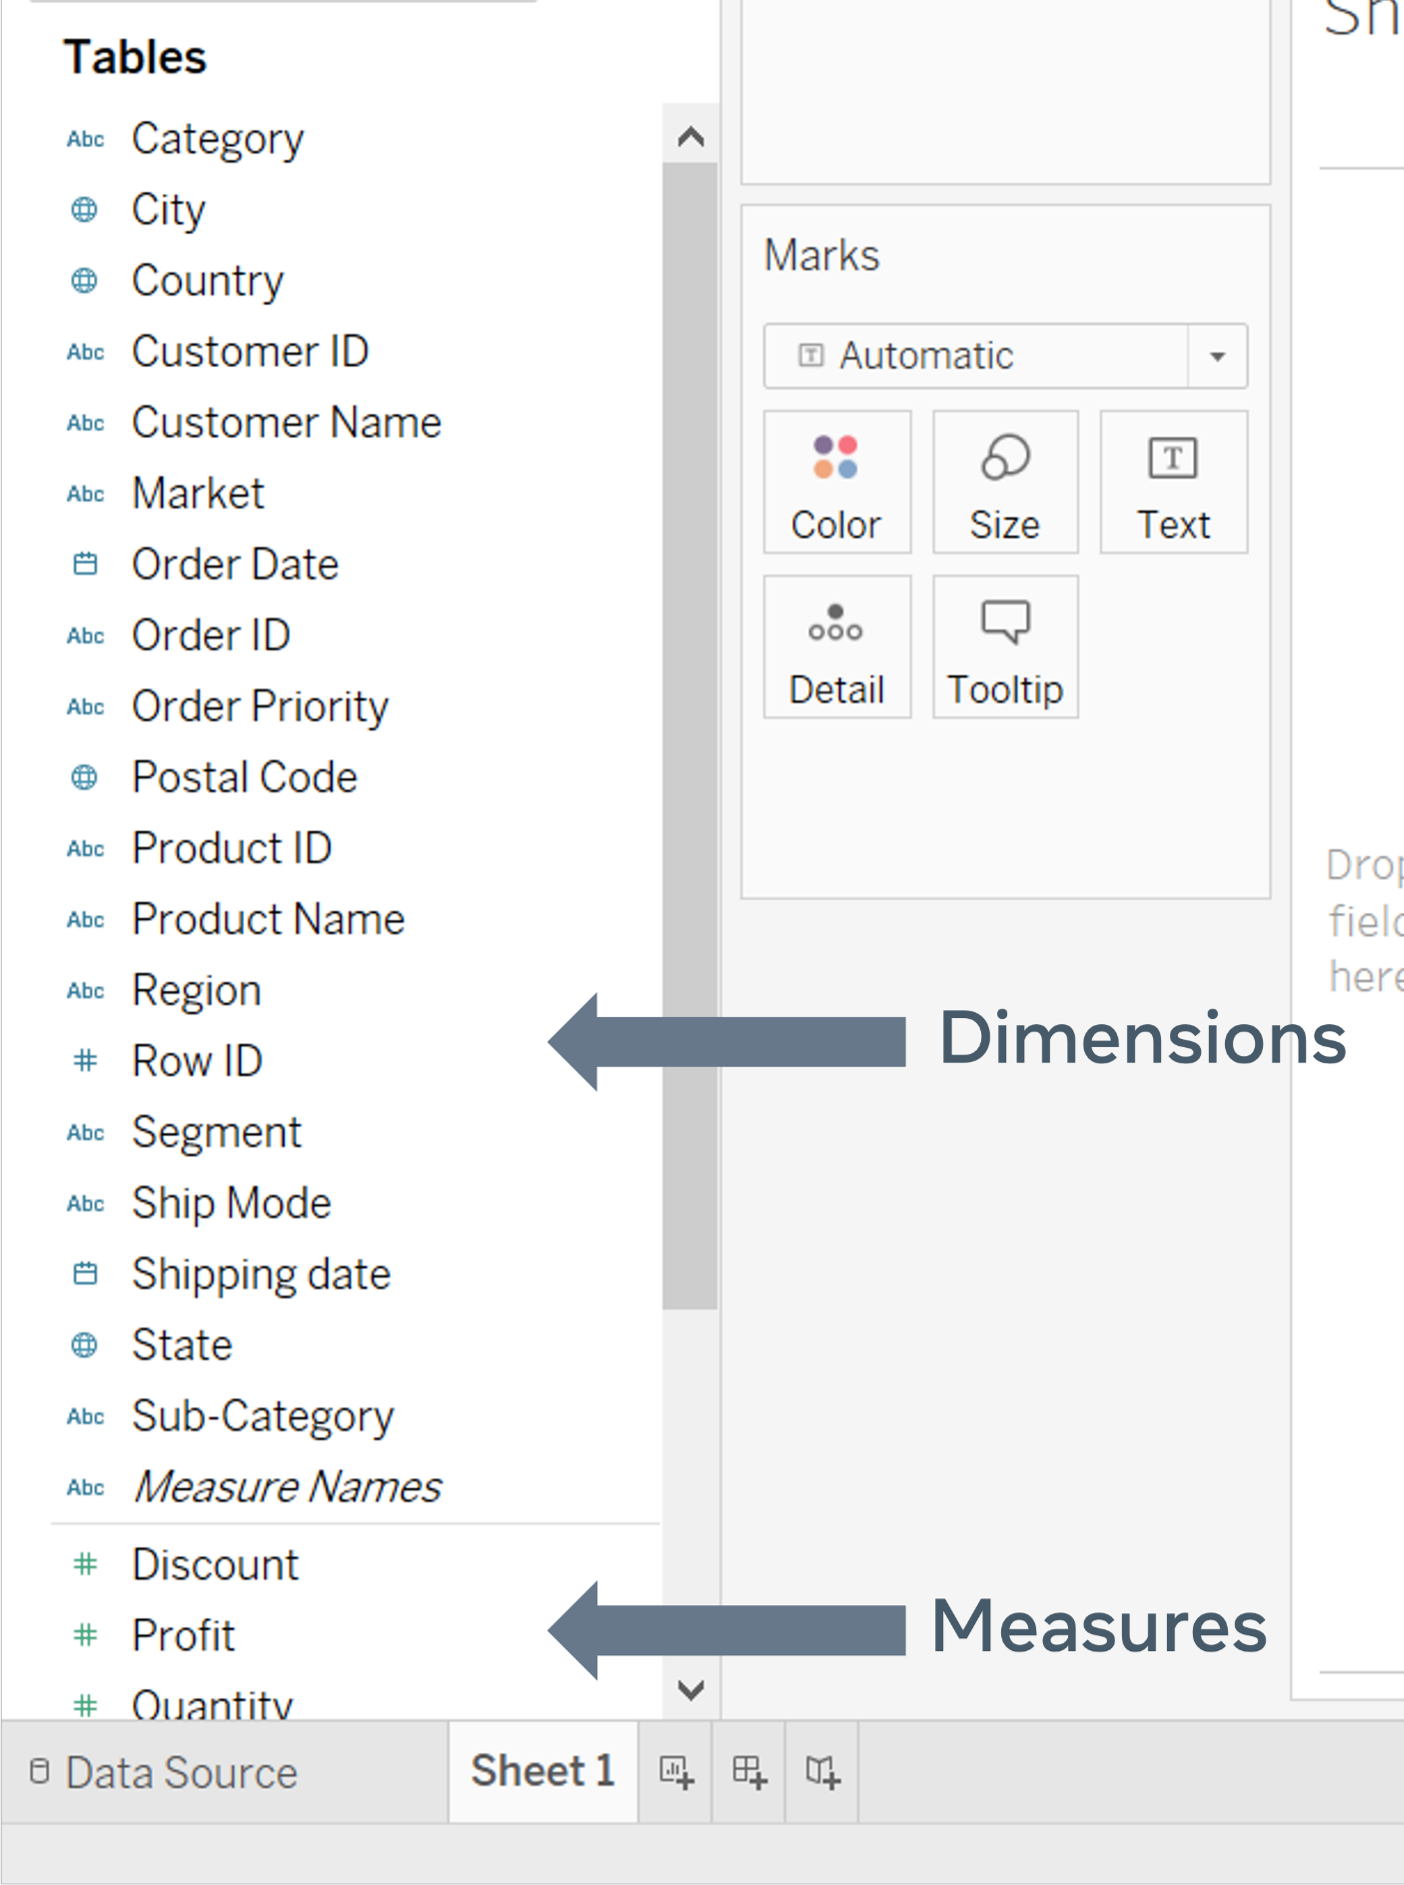 Tables
Abc Category
City
Country
Abc Customer ID
Abc Customer Name
Abc Market
Order Date
Abc Order ID
Abc Order Priority
Postal Code
Abc Product ID
Abc Product Name
Abc Region
# Row ID
Abc Segment
Abc Ship Mode
Shipping date
State
Abc Sub-Category
Abc Measure Names
# Discount
# Profit
# Quantity
Marks
T Automatic
Color
Size
T
Text
Detail
Tooltip
Dimensions
Measures
here
Data Source
Sheet 1